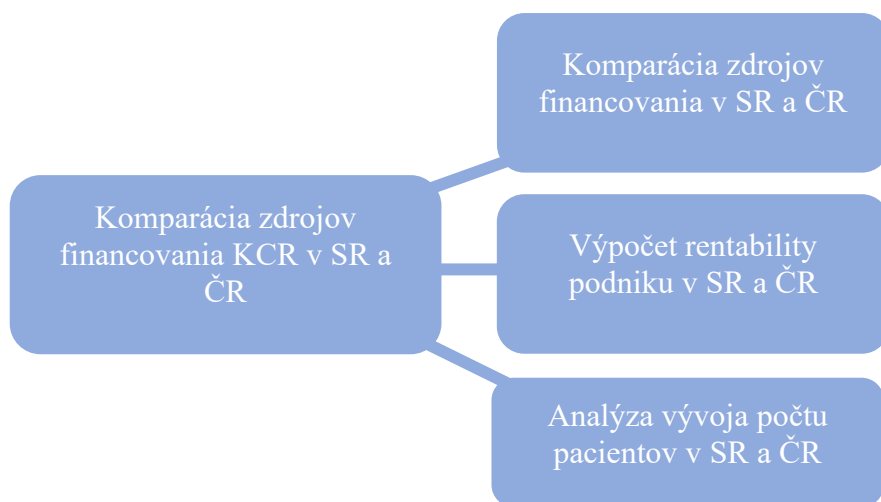 Komparácia zdrojov
financovania v SR a ČR
Komparácia zdrojov
financovania KCR v SR a
ČR
Výpočet rentability
podniku v SR a ČR
Analýza vývoja počtu
pacientov v SR a ČR